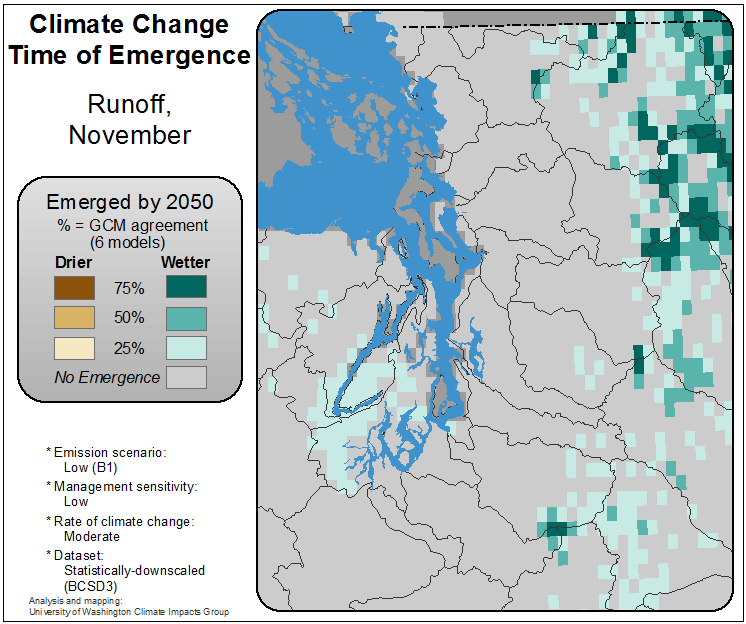 Climate Change
Time of Emergence
Runoff,
November
Emerged by 2050
% = GCM agreement
(6 models)
Drier Wetter
75%
50%
25%
No Emergence
* Emission scenario:
Low (B1)
* Management sensitivity:
Low
* Rate of climate change:
Moderate
* Dataset:
Statistically-downscaled
(BCSD3)
Analysis and mapping:
University of Washington Climate Impacts Group